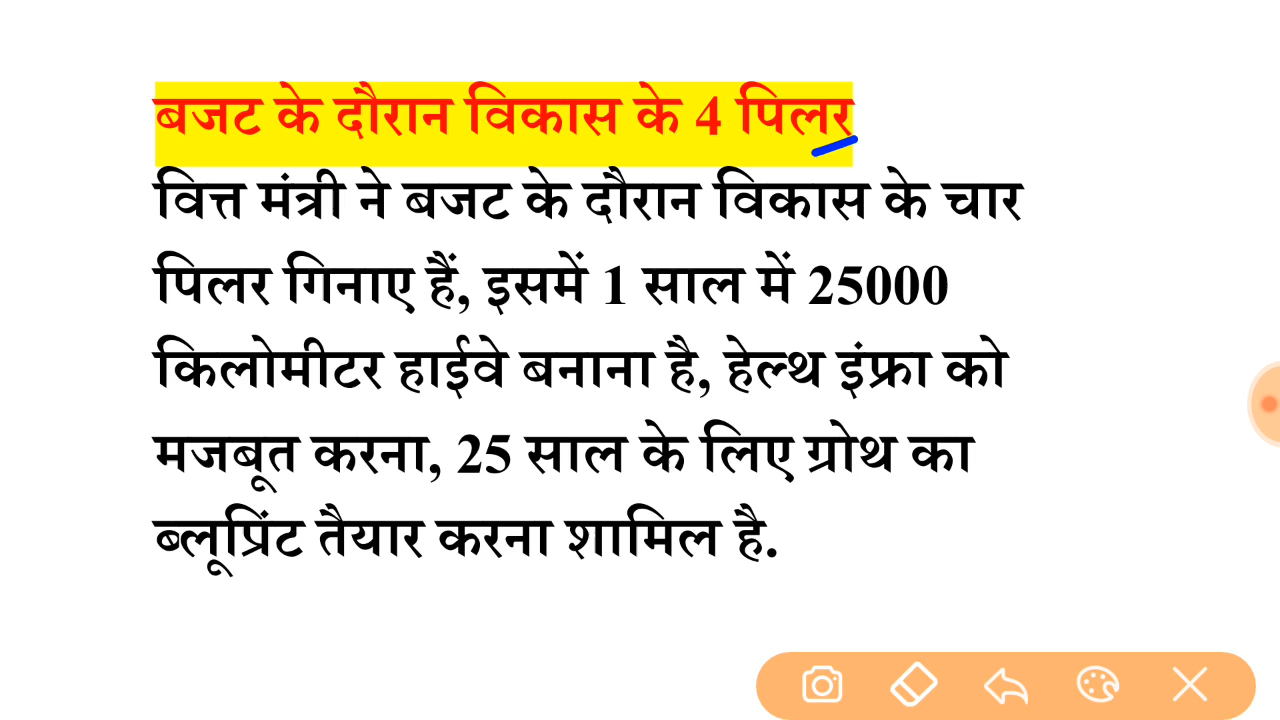 बजट के दौरान विकास के 4 पिलर
वित्त मंत्री ने बजट के दौरान विकास के चार
पिलर गिनाए हैं, इसमें 1 साल में 25000
किलोमीटर हाईवे बनाना है, हेल्थ इंफ्रा को
मजबूत करना, 25 साल के लिए ग्रोथ का
ब्लूप्रिंट तैयार करना शामिल है.